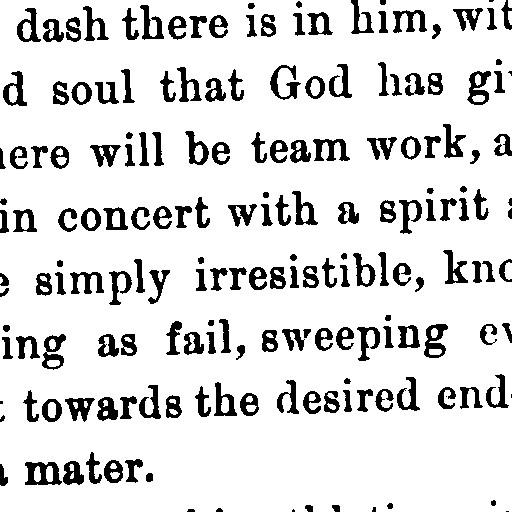 dash there is in him, wit
d soul that God has gi
here will be team work, a
in concert with a spirit
e simply irresistible, kno
ing as fail, sweeping ev
t towards the desired end
a mater.